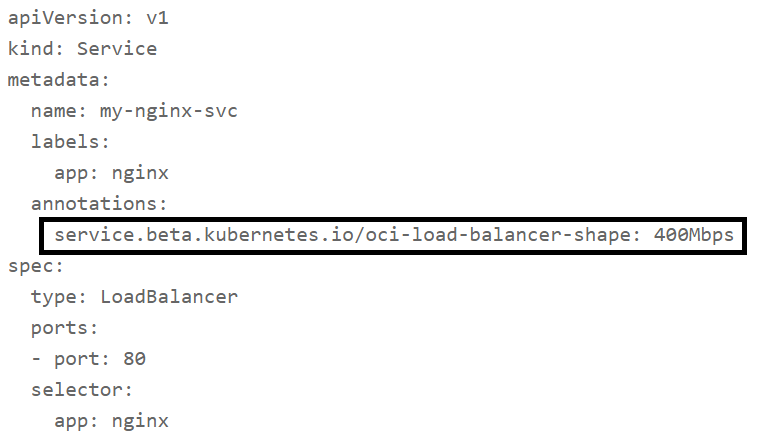 apiVersion: v1
kind: Service
metadata:
  name: my-nginx-svc
  labels:
    app: nginx
  annotations:
    service.beta.kubernetes.io/oci-load-balancer-shape: 400Mbps
spec:
  type: LoadBalancer
  ports:
  - port: 80
  selector:
    app: nginx